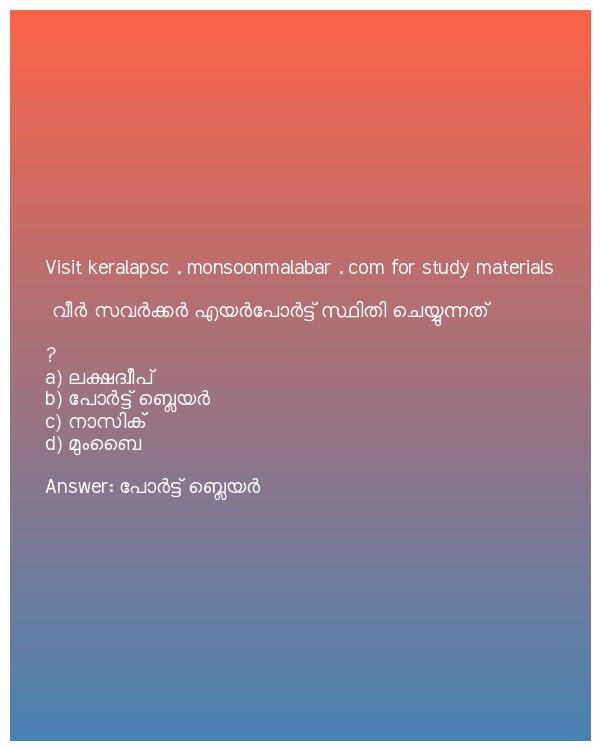 Visit keralapsc . monsoonmalabar . com for study materials
വീർ സവർക്കർ എയർപോർട്ട് സ്ഥിതി ചെയ്യുന്നത്
?
a) ലക്ഷദ്വീപ്
b) പോർട്ട് ബ്ലെയർ
c) നാസിക്
d) മുംബൈ
Answer: പോർട്ട് ബ്ലെയർ